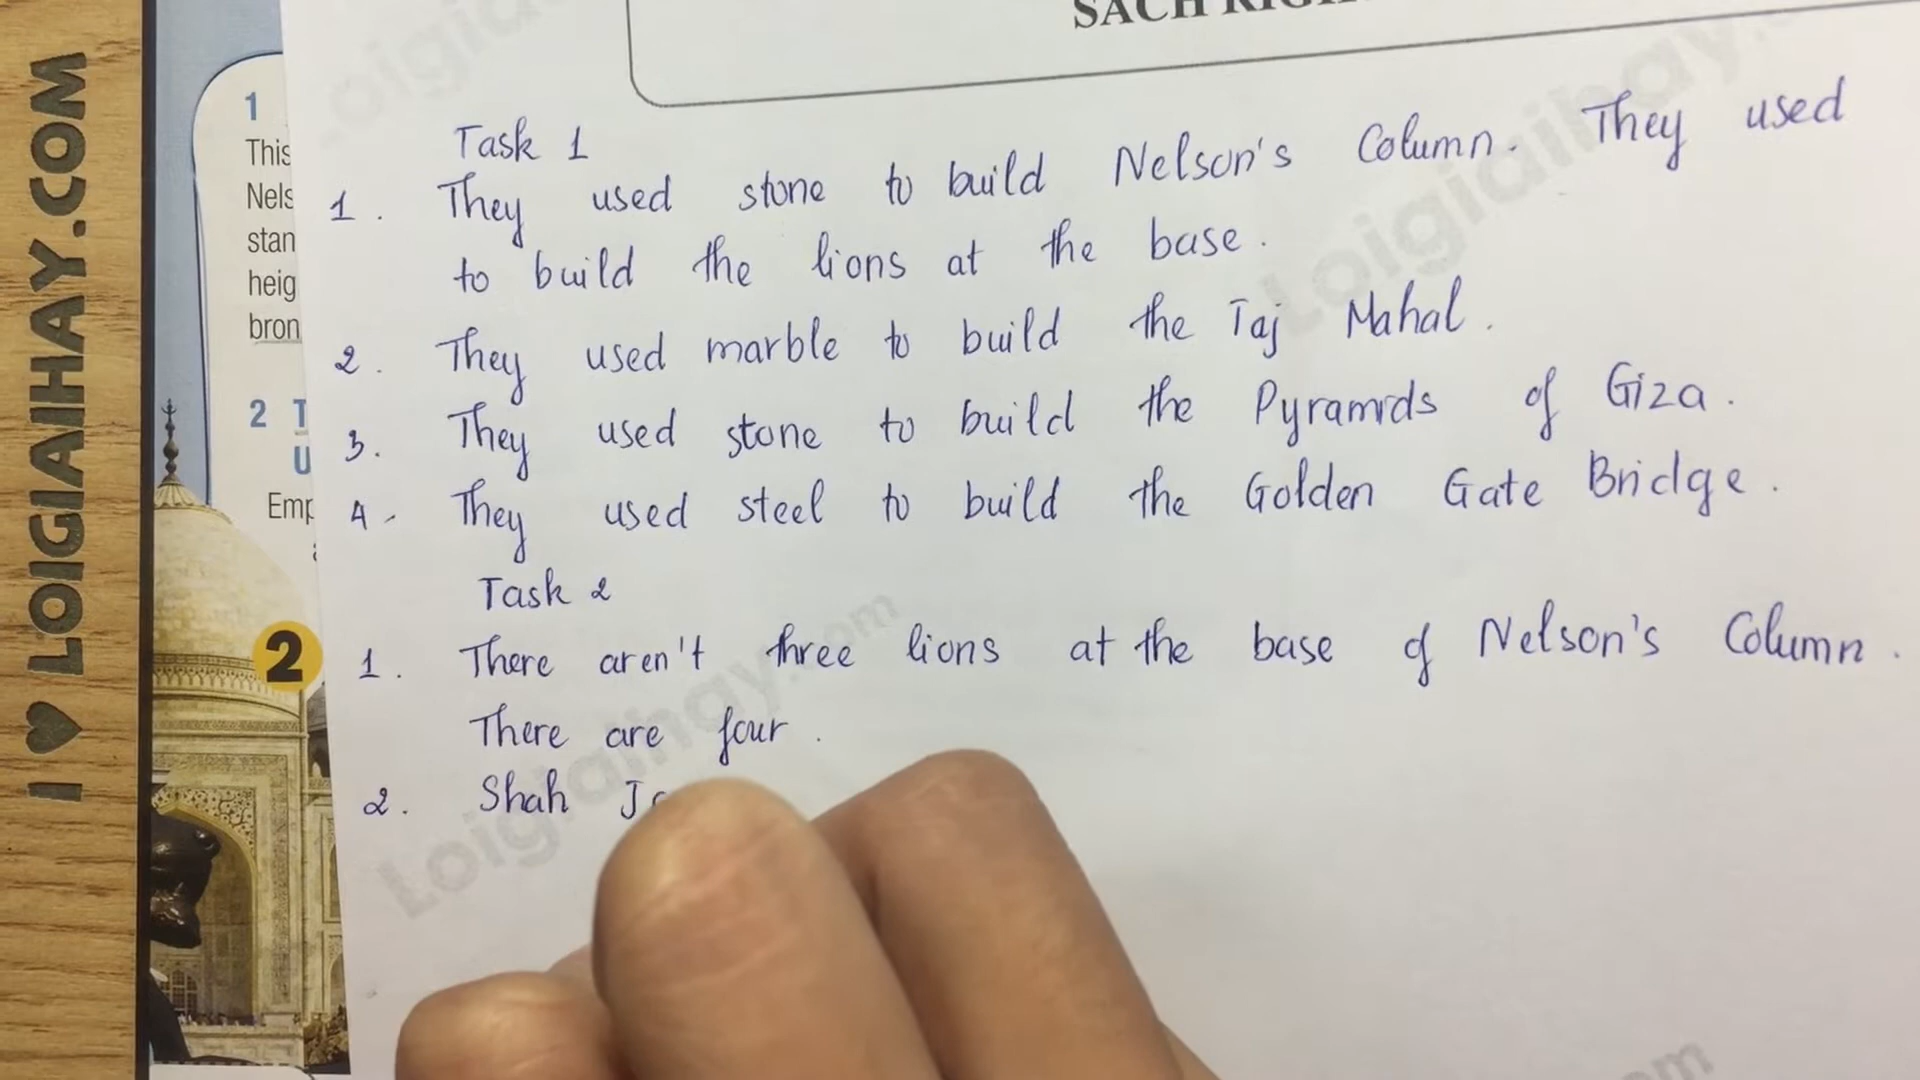 I ♥ LOIGIAIHAY.COM
1
This
Nels
stan
heig
bron
2 T
U
Emp
2
Task 1
1. They used stone to build Nelson's Column. They used
to build the lions at the base.
2. They used marble to build the Taj Mahal.
3. They used stone to build the Pyramids of Giza.
4. They used steel to build the Golden Gate Bridge.
Task 2
1. There aren't three lions at the base of Nelson's Column.
There are four.
2. Shah
Loigiaihay.com
Loigiaihay.com